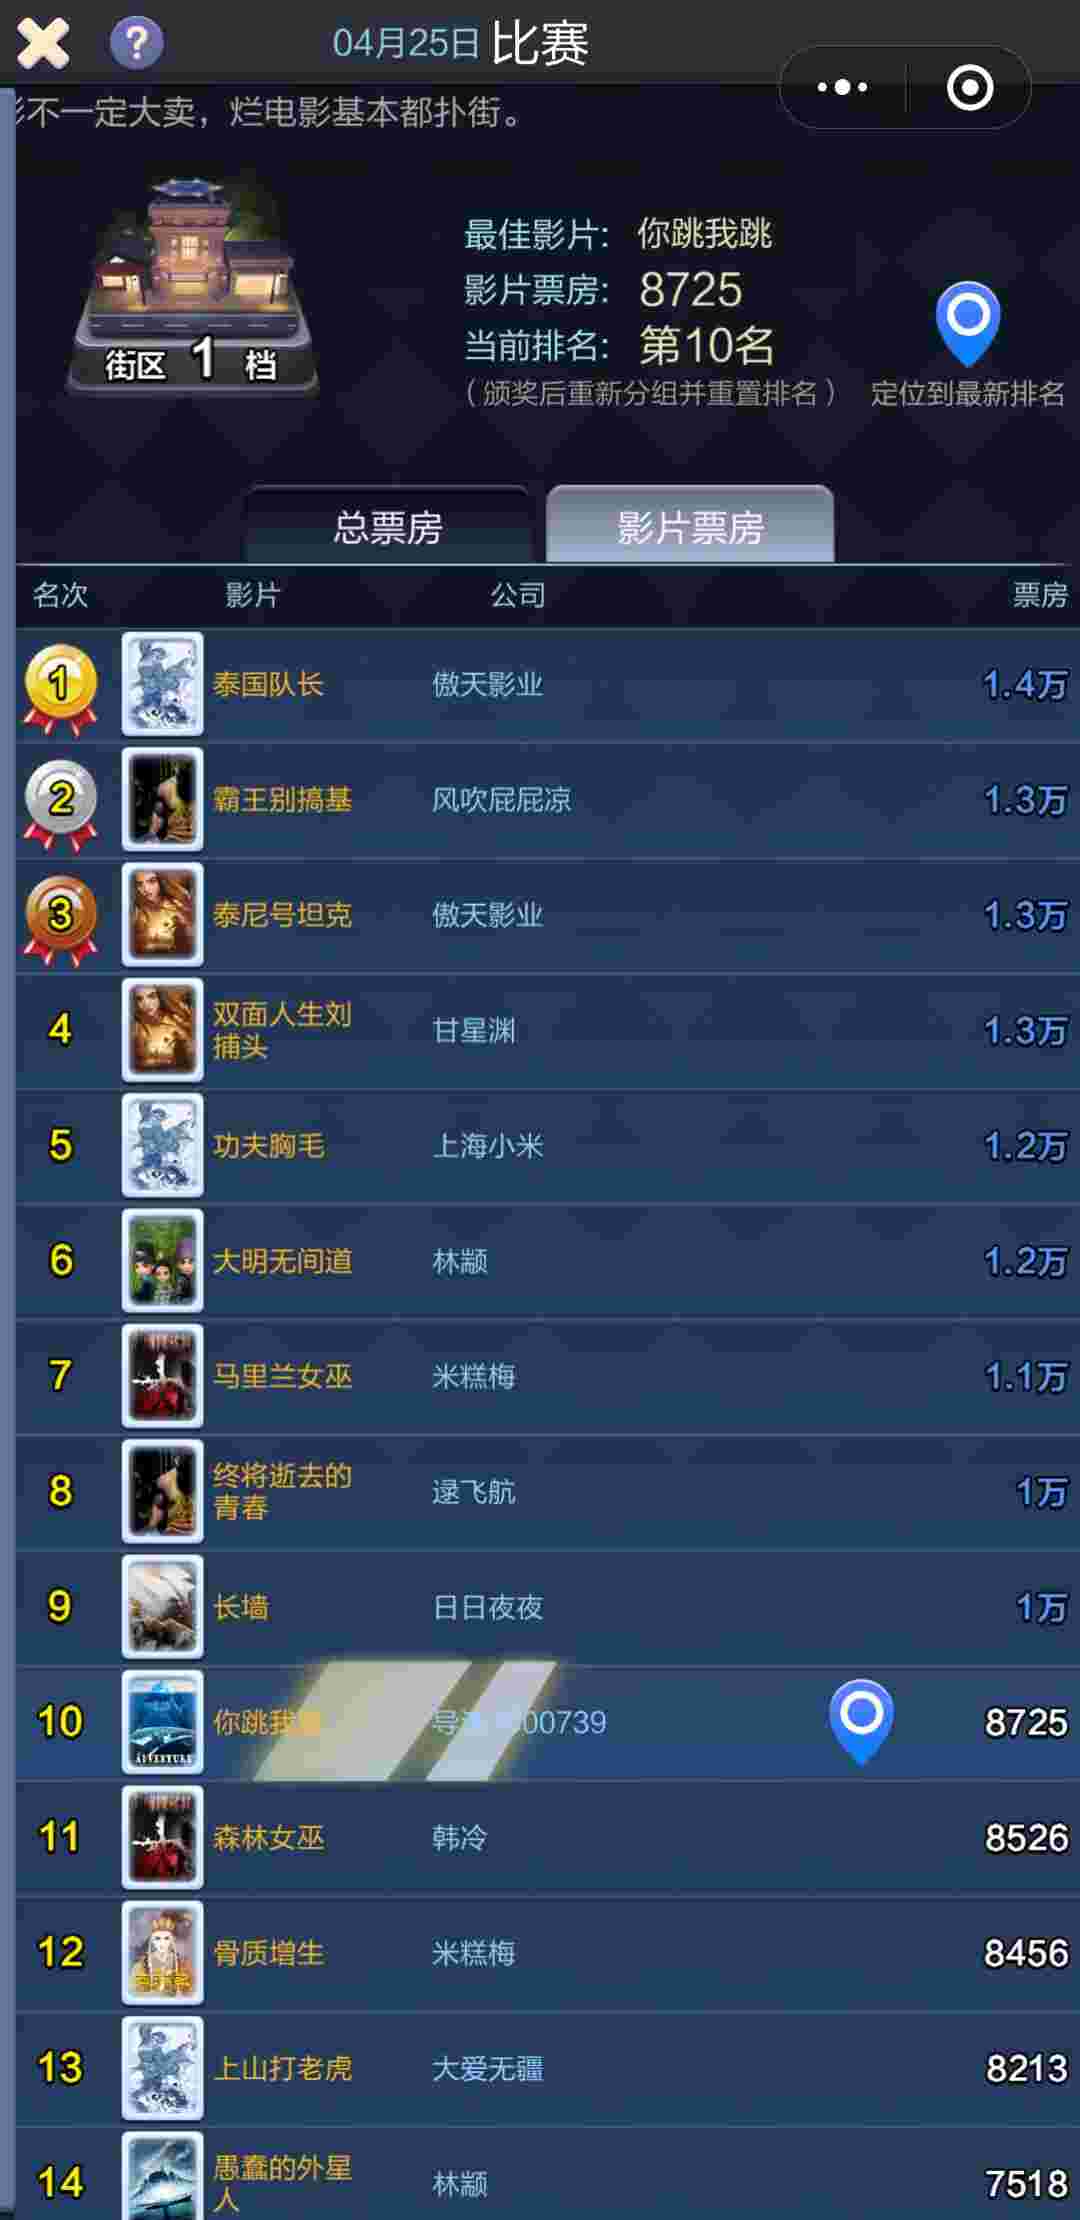 04月25日 比赛
不一定大卖，烂电影基本都扑街。
最佳影片: 你跳我跳
影片票房: 8725
当前排名: 第10名
（颁奖后重新分组并重置排名）
定位到最新排名
街区 1 档
总票房 影片票房
名次 影片 公司 票房
1 泰国队长 傲天影业 1.4万
2 霸王别搞基 风吹屁屁凉 1.3万
3 泰尼号坦克 傲天影业 1.3万
4 双面人生刘
捕头 甘星渊 1.3万
5 功夫胸毛 上海小米 1.2万
6 大明无间道 林颛 1.2万
7 马里兰女巫 米糕梅 1.1万
8 终将逝去的
青春 逯飞航 1万
9 长墙 日日夜夜 1万
10 你跳我 00739 8725
11 森林女巫 韩冷 8526
12 骨质增生 米糕梅 8456
13 上山打老虎 大爱无疆 8213
14 愚蠢的外星
人 林颛 7518